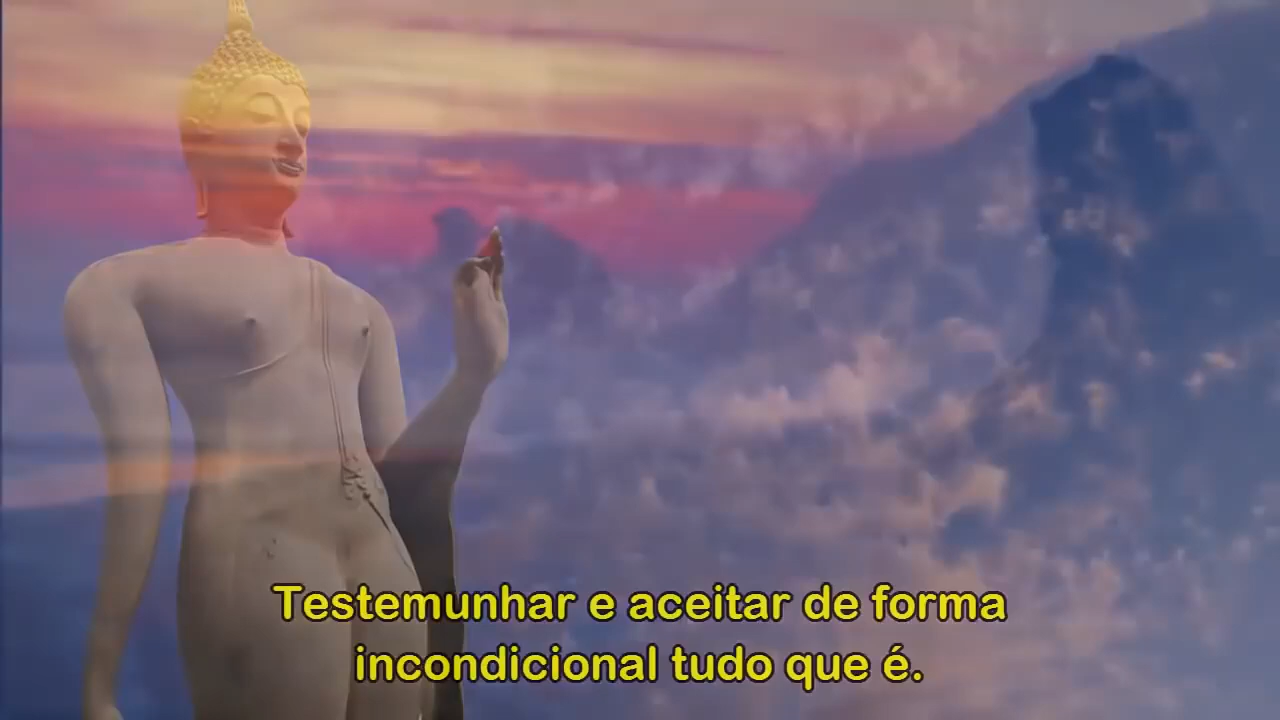 Testemunhar e aceitar de forma
incondicional tudo que é.